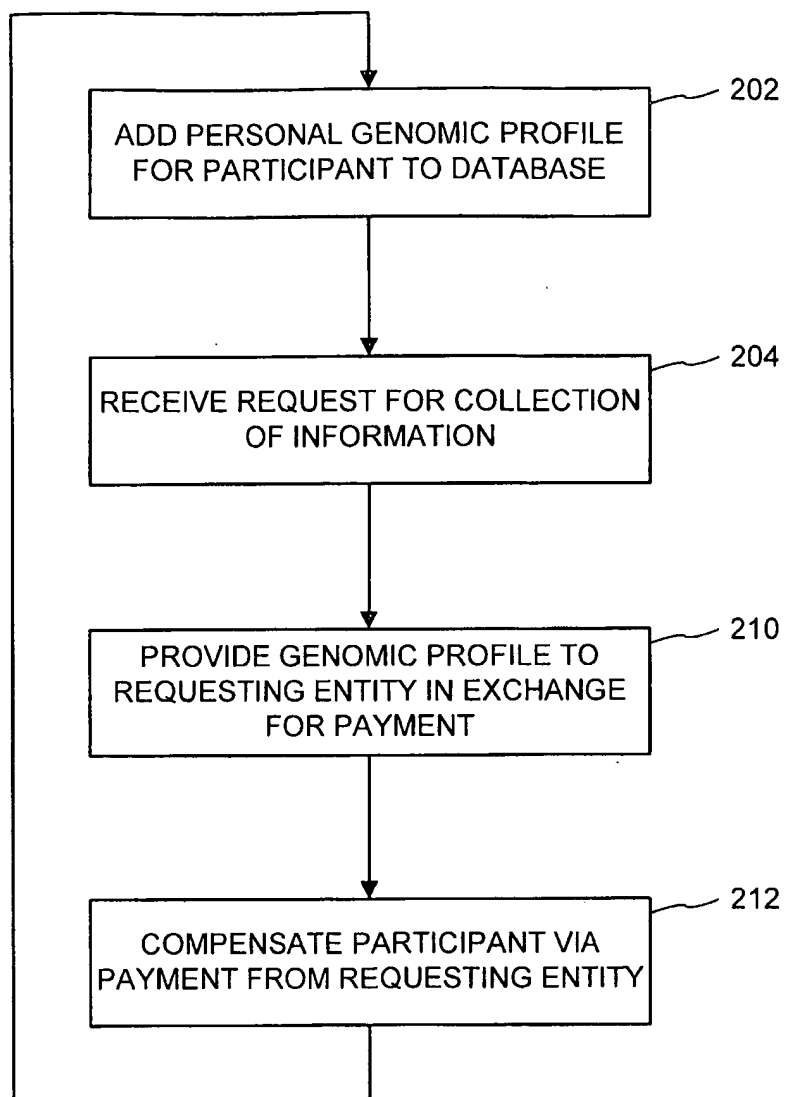 202
ADD PERSONAL GENOMIC PROFILE
FOR PARTICIPANT TO DATABASE
204
RECEIVE REQUEST FOR COLLECTION
OF INFORMATION
210
PROVIDE GENOMIC PROFILE TO
REQUESTING ENTITY IN EXCHANGE
FOR PAYMENT
212
COMPENSATE PARTICIPANT VIA
PAYMENT FROM REQUESTING ENTITY